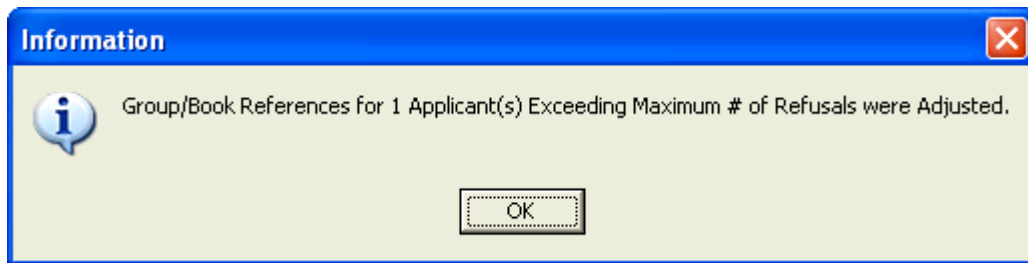 Information
Group/Book References for 1 Applicant(s) Exceeding Maximum # of Refusals were Adjusted.
OK